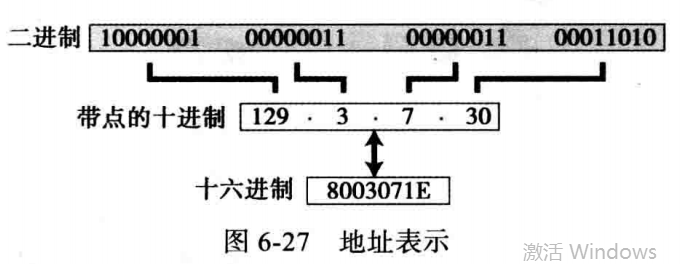 二进制 10000001 00000011 00000011 00011010
带点的十进制 129 . 3 . 7 . 30
十六进制 8003071E
图 6-27 地址表示
激活 Windows